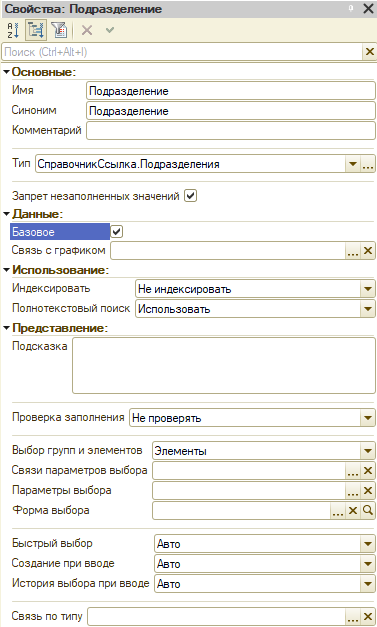 Свойства: Подразделение
Поиск (Ctrl+Alt+I)
Основные:
Имя Подразделение
Синоним Подразделение
Комментарий
Тип СправочникСсылка.Подразделения ...
Запрет незаполненных значений
Данные:
Базовое
Связь с графиком ...
Использование:
Индексировать Не индексировать
Полнотекстовый поиск Использовать
Представление:
Подсказка
Проверка заполнения Не проверять
Выбор групп и элементов Элементы
Связи параметров выбора ...
Параметры выбора ...
Форма выбора ...
Быстрый выбор Авто
Создание при вводе Авто
История выбора при вводе Авто
Связь по типу ...